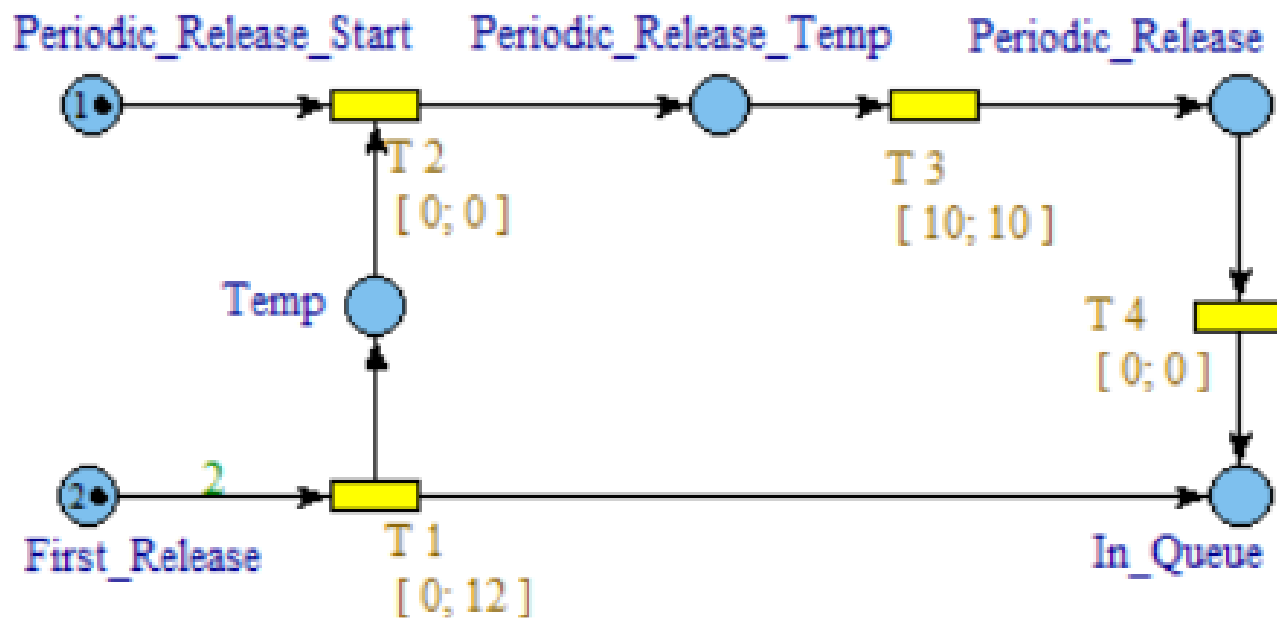 Periodic_Release_Start
Periodic_Release_Temp
Periodic_Release
1
T 2
[ 0; 0 ]
T 3
[ 10; 10 ]
Temp
T 4
[ 0; 0 ]
2
2
First_Release
T 1
[ 0; 12 ]
In_Queue